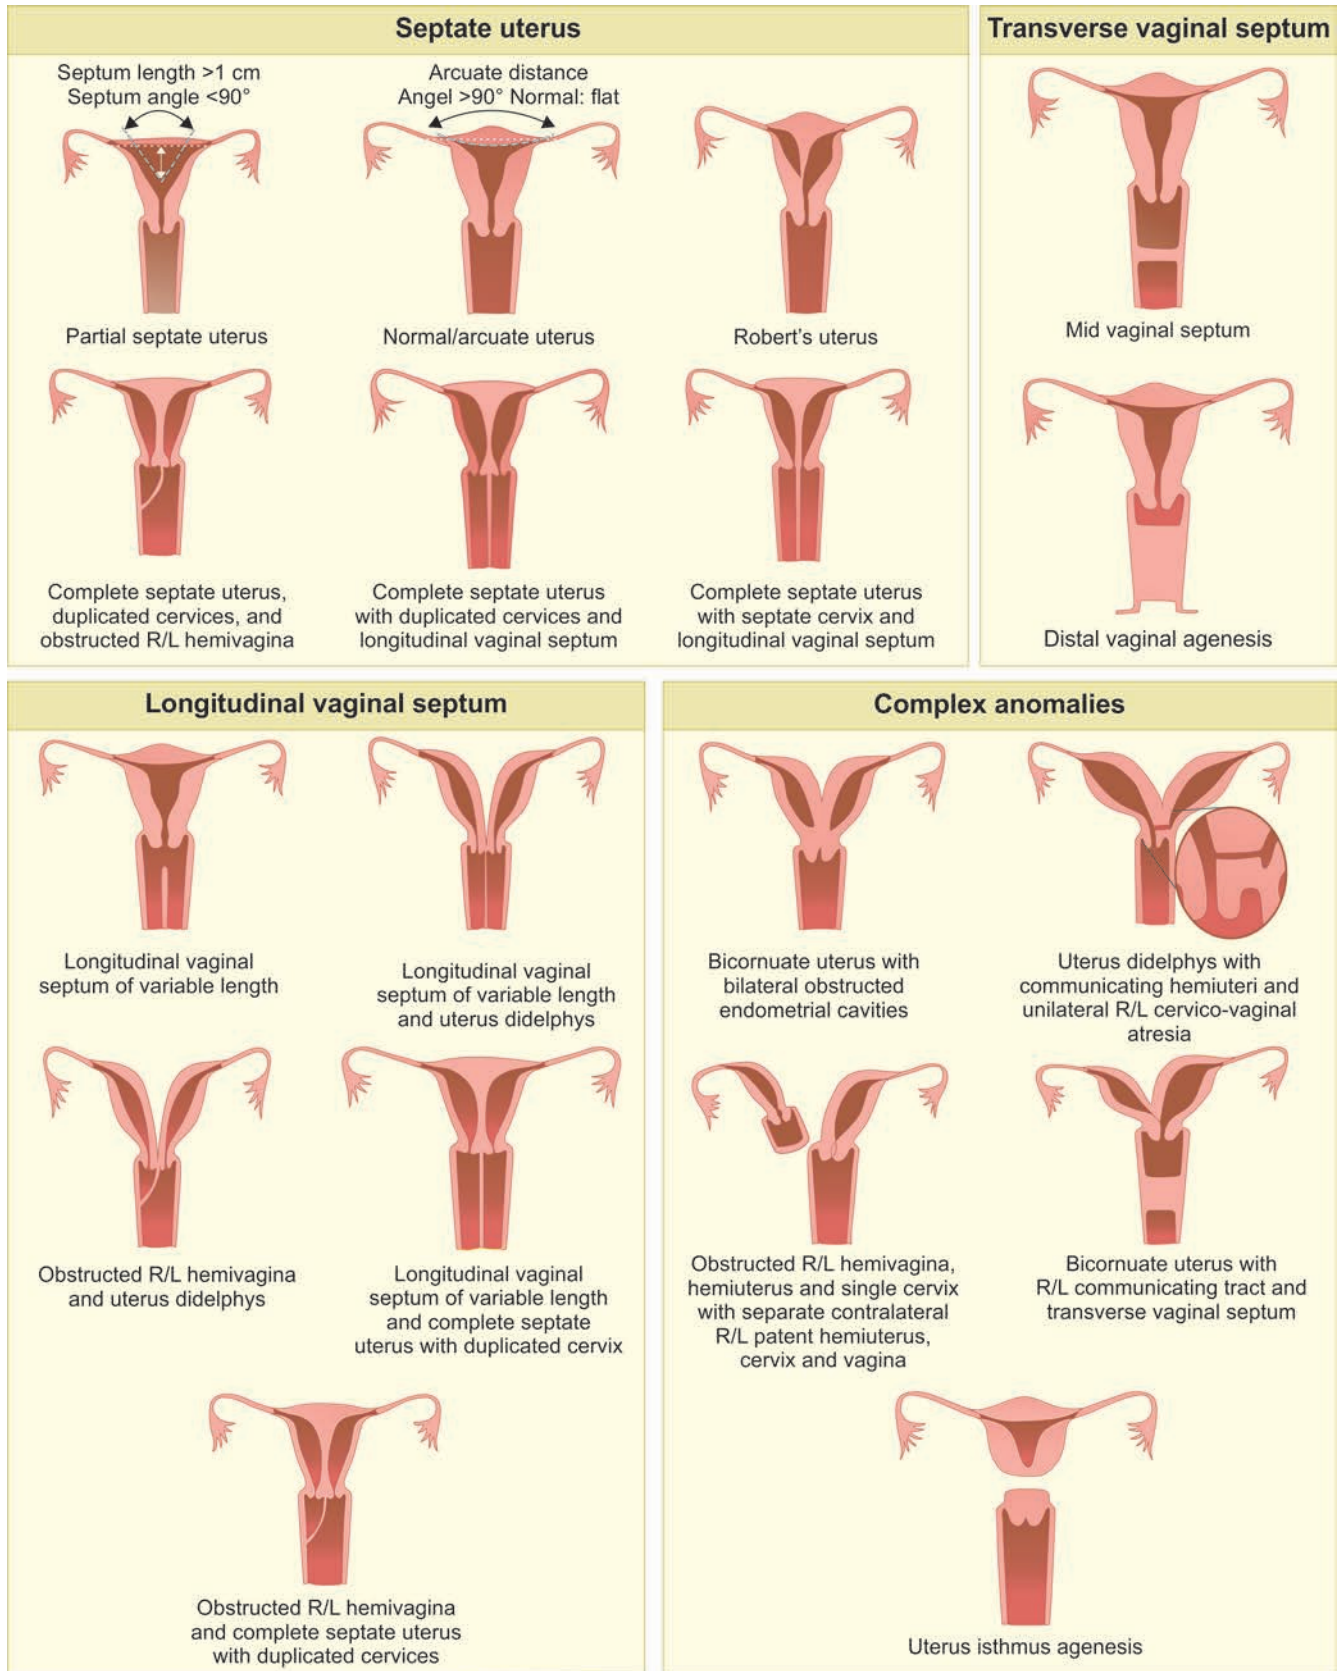 Septate uterus
Septum length >1 cm
Septum angle <90°
Arcuate distance
Angel >90° Normal: flat
Partial septate uterus
Normal/arcuate uterus
Robert's uterus
Complete septate uterus,
duplicated cervices, and
obstructed R/L hemivagina
Complete septate uterus
with duplicated cervices and
longitudinal vaginal septum
Complete septate uterus
with septate cervix and
longitudinal vaginal septum
Transverse vaginal septum
Mid vaginal septum
Distal vaginal agenesis
Longitudinal vaginal septum
Longitudinal vaginal
septum of variable length
Longitudinal vaginal
septum of variable length
and uterus didelphys
Obstructed R/L hemivagina
and uterus didelphys
Longitudinal vaginal
septum of variable length
and complete septate
uterus with duplicated cervix
Obstructed R/L hemivagina
and complete septate uterus
with duplicated cervices
Complex anomalies
Bicornuate uterus with
bilateral obstructed
endometrial cavities
Uterus didelphys with
communicating hemiuteri and
unilateral R/L cervico-vaginal
atresia
Obstructed R/L hemivagina,
hemiuterus and single cervix
with separate contralateral
R/L patent hemiuterus,
cervix and vagina
Bicornuate uterus with
R/L communicating tract and
transverse vaginal septum
Uterus isthmus agenesis